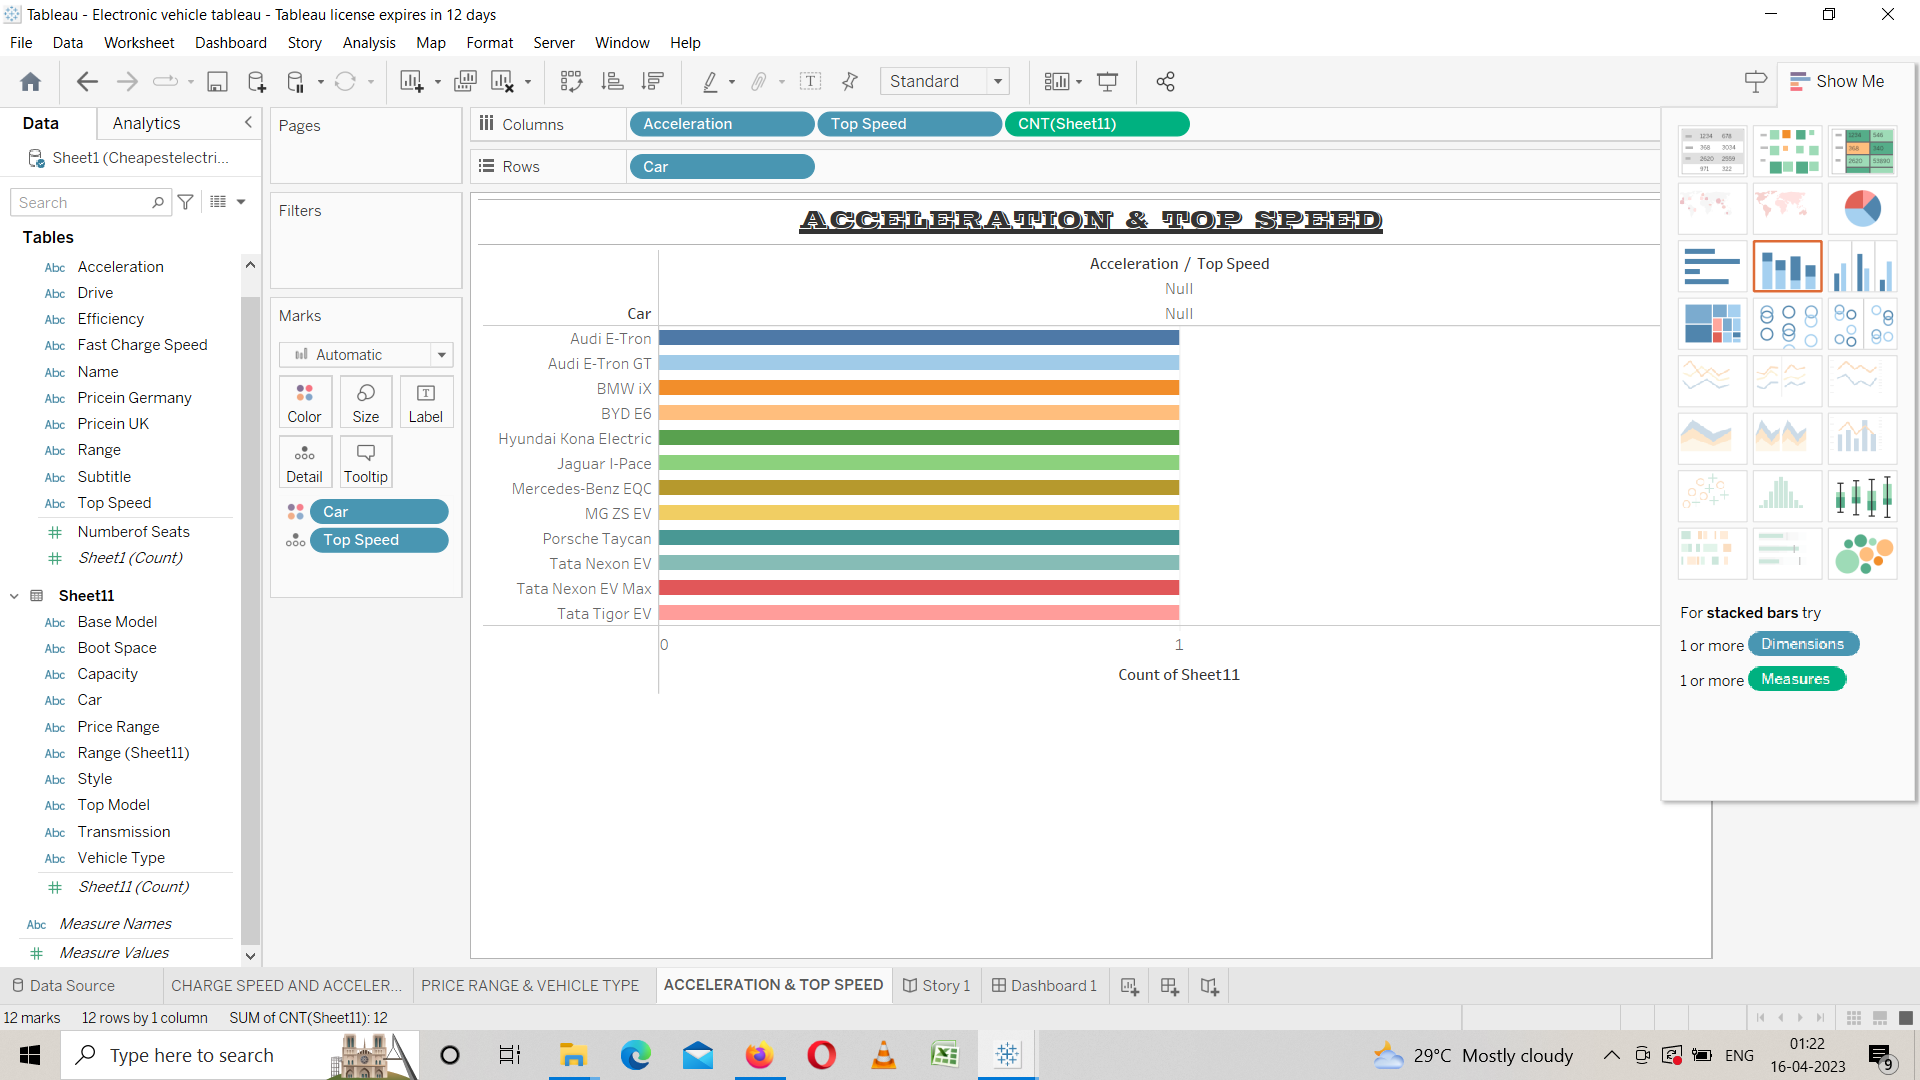 Tableau - Electronic vehicle tableau - Tableau license expires in 12 days
File Data Worksheet Dashboard Story Analysis Map Format Server Window Help
Standard
Show Me
Data Analytics
Sheet1 (Cheapestelectri...
Search
Tables
Abc Acceleration
Abc Drive
Abc Efficiency
Abc Fast Charge Speed
Abc Name
Abc Pricein Germany
Abc Pricein UK
Abc Range
Abc Subtitle
Abc Top Speed
Numberof Seats
Sheet1 (Count)
Sheet11
Abc Base Model
Abc Boot Space
Abc Capacity
Abc Car
Abc Price Range
Abc Range (Sheet11)
Abc Style
Abc Top Model
Abc Transmission
Abc Vehicle Type
Sheet11 (Count)
Abc Measure Names
Measure Values
Pages
Filters
Marks
Automatic
Color Size Label
Detail Tooltip
Car
Top Speed
Columns Acceleration Top Speed CNT(Sheet11)
Rows Car
ACCELERATION & TOP SPEED
Acceleration / Top Speed
Null
Car Null
Audi E-Tron
Audi E-Tron GT
BMW iX
BYD E6
Hyundai Kona Electric
Jaguar I-Pace
Mercedes-Benz EQC
MG ZS EV
Porsche Taycan
Tata Nexon EV
Tata Nexon EV Max
Tata Tigor EV
0 1
Count of Sheet11
For stacked bars try
1 or more Dimensions
1 or more Measures
Data Source CHARGE SPEED AND ACCELER... PRICE RANGE & VEHICLE TYPE ACCELERATION & TOP SPEED Story 1 Dashboard 1
12 marks 12 rows by 1 column SUM of CNT(Sheet11): 12
Type here to search
29°C Mostly cloudy
ENG
01:22
16-04-2023
9